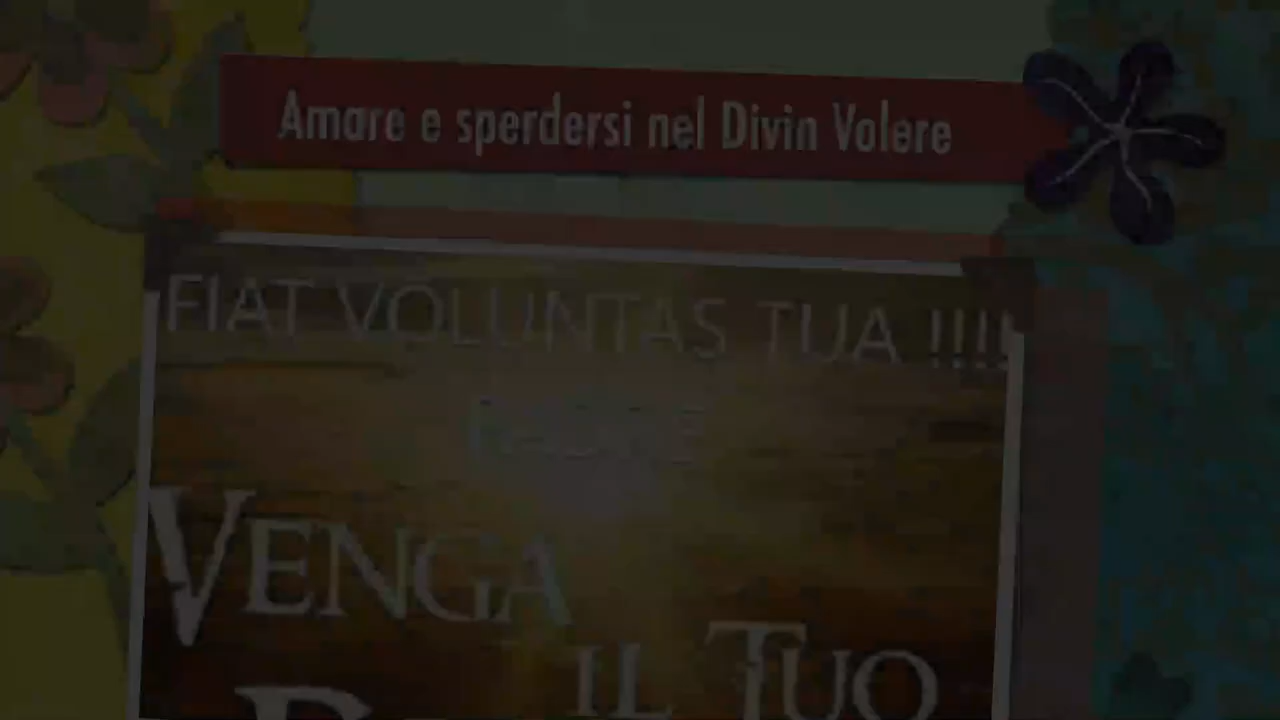 Amare e sperdersi nel Divin Volere
FIAT VOLUNTAS TUA !!!!
VENGA
IL TUO